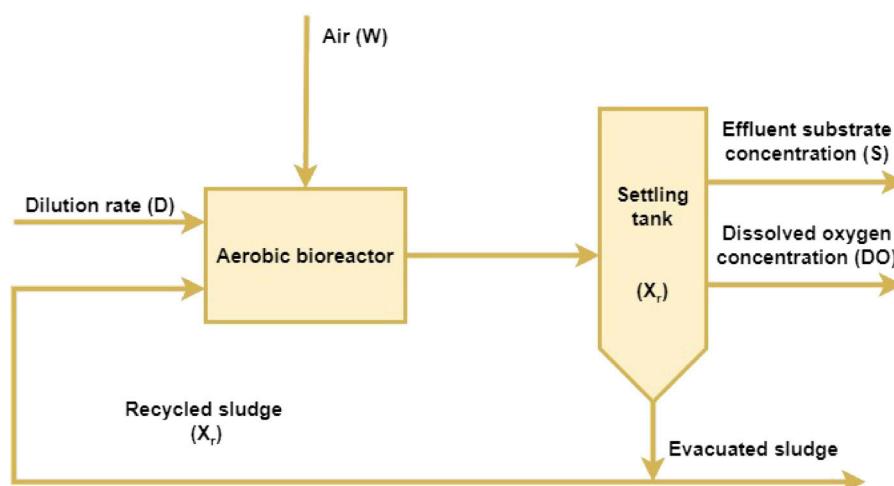 Air (W)
Effluent substrate
concentration (S)
Dilution rate (D)
Aerobic bioreactor
Settling
tank
Dissolved oxygen
concentration (DO)
(Xr)
Recycled sludge
(Xr)
Evacuated sludge